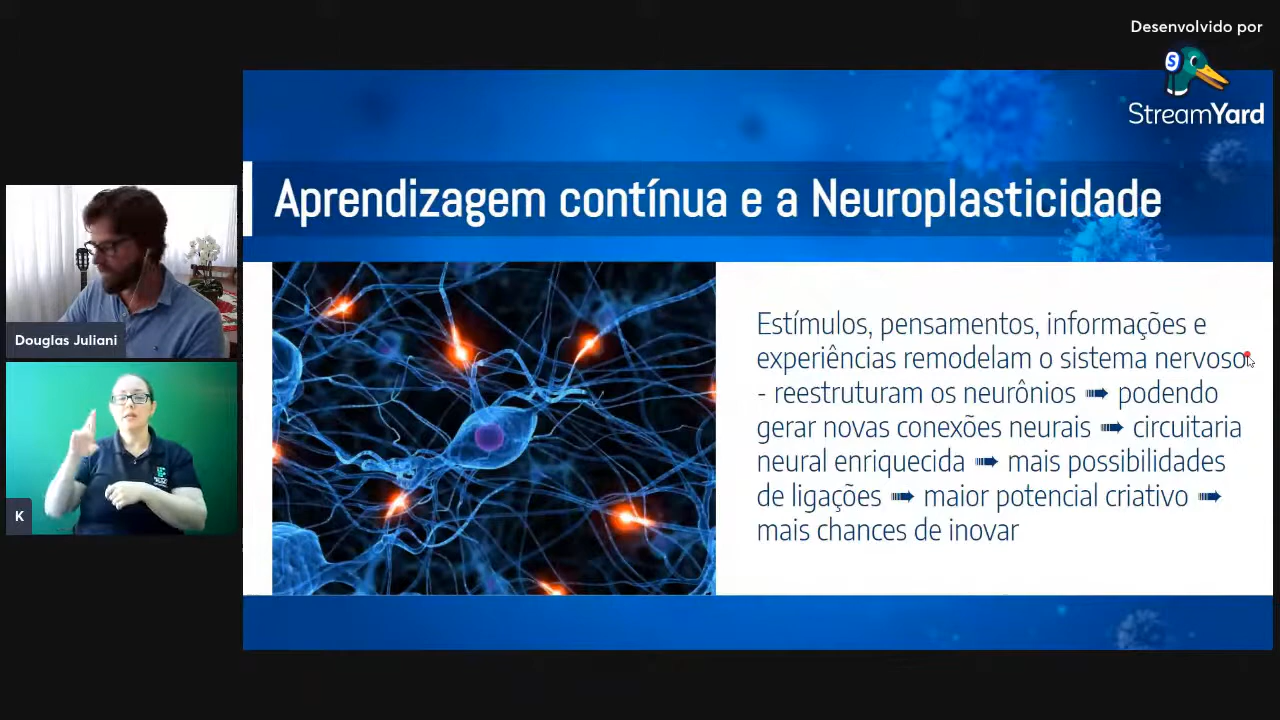 Desenvolvido por
StreamYard
Aprendizagem contínua e a Neuroplasticidade
Douglas Juliani
K
Estímulos, pensamentos, informações e
experiências remodelam o sistema nervoso
- reestruturam os neurônios ➠ podendo
gerar novas conexões neurais ➠ circuitaria
neural enriquecida ➠ mais possibilidades
de ligações ➠ maior potencial criativo ➠
mais chances de inovar